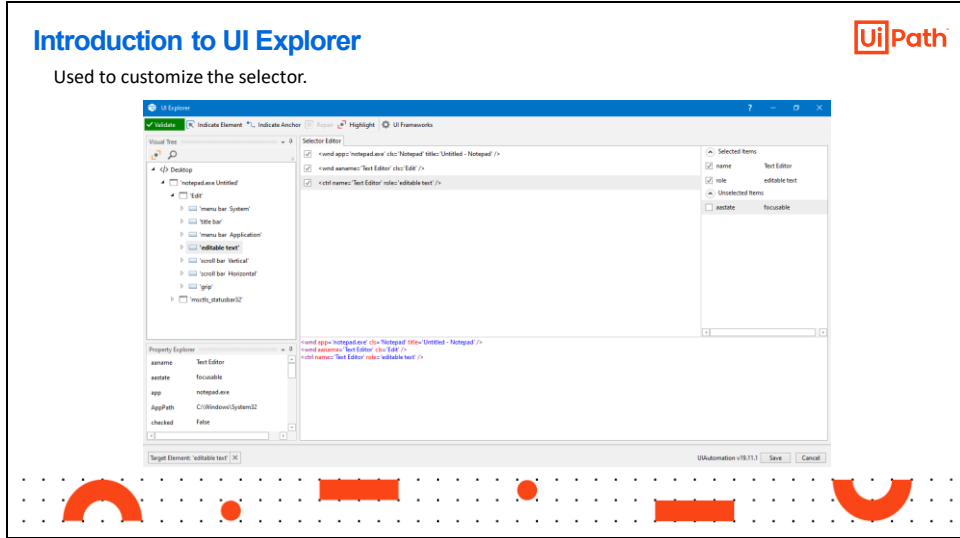 Introduction to UI Explorer
Ui Path
Used to customize the selector.
UI Explorer
Validate Indicate Element Indicate Anchor Repair Highlight UI Frameworks
Visual Tree
Selector Editor
</> Desktop
'notepad.exe Untitled'
'Edit'
'menu bar System'
'title bar'
'menu bar Application'
'editable text'
'scroll bar Vertical'
'scroll bar Horizontal'
'grip'
'msctls_statusbar32'
<wnd app='notepad.exe' cls='Notepad' title='Untitled - Notepad' />
<wnd aaname='Text Editor' cls='Edit' />
<ctrl name='Text Editor' role='editable text' />
Selected Items
name Text Editor
role editable text
Unselected Items
aastate focusable
Property Explorer
aaname Text Editor
aastate focusable
app notepad.exe
AppPath C:\Windows\System32
checked False
<wnd app='notepad.exe' cls='Notepad' title='Untitled - Notepad' />
<wnd aaname='Text Editor' cls='Edit' />
<ctrl name='Text Editor' role='editable text' />
Target Element: 'editable text'
UIAutomation v19.11.1 Save Cancel